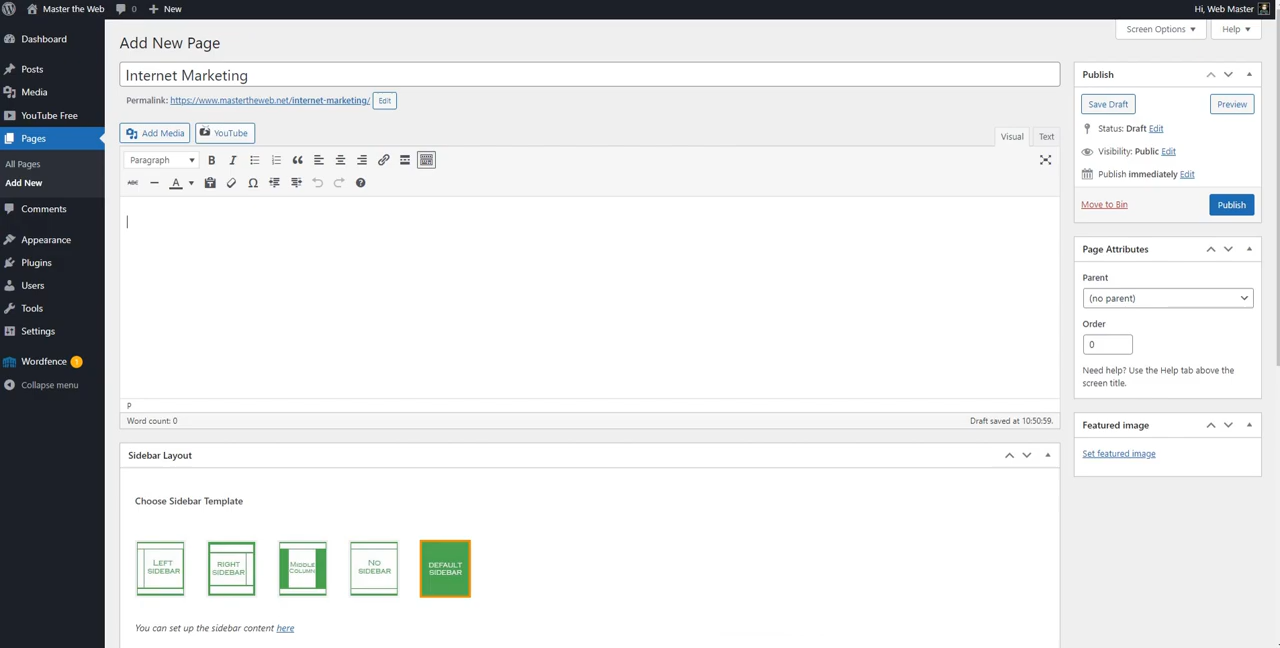 Master the Web
0
New
Hi, Web Master
Dashboard
Posts
Media
YouTube Free
Pages
All Pages
Add New
Comments
Appearance
Plugins
Users
Tools
Settings
Wordfence 1
Collapse menu
Screen Options
Help
Add New Page
Internet Marketing
Permalink: https://www.mastertheweb.net/internet-marketing/ Edit
Add Media
YouTube
Visual
Text
Paragraph
B I
ABC
A
Ω
P
Word count: 0
Draft saved at 10:50:59.
Sidebar Layout
Choose Sidebar Template
LEFT
SIDEBAR
RIGHT
SIDEBAR
MIDDLE
COLUMN
NO
SIDEBAR
DEFAULT
SIDEBAR
You can set up the sidebar content here
Publish
Save Draft
Preview
Status: Draft Edit
Visibility: Public Edit
Publish immediately Edit
Move to Bin
Publish
Page Attributes
Parent
(no parent)
Order
0
Need help? Use the Help tab above the
screen title.
Featured image
Set featured image